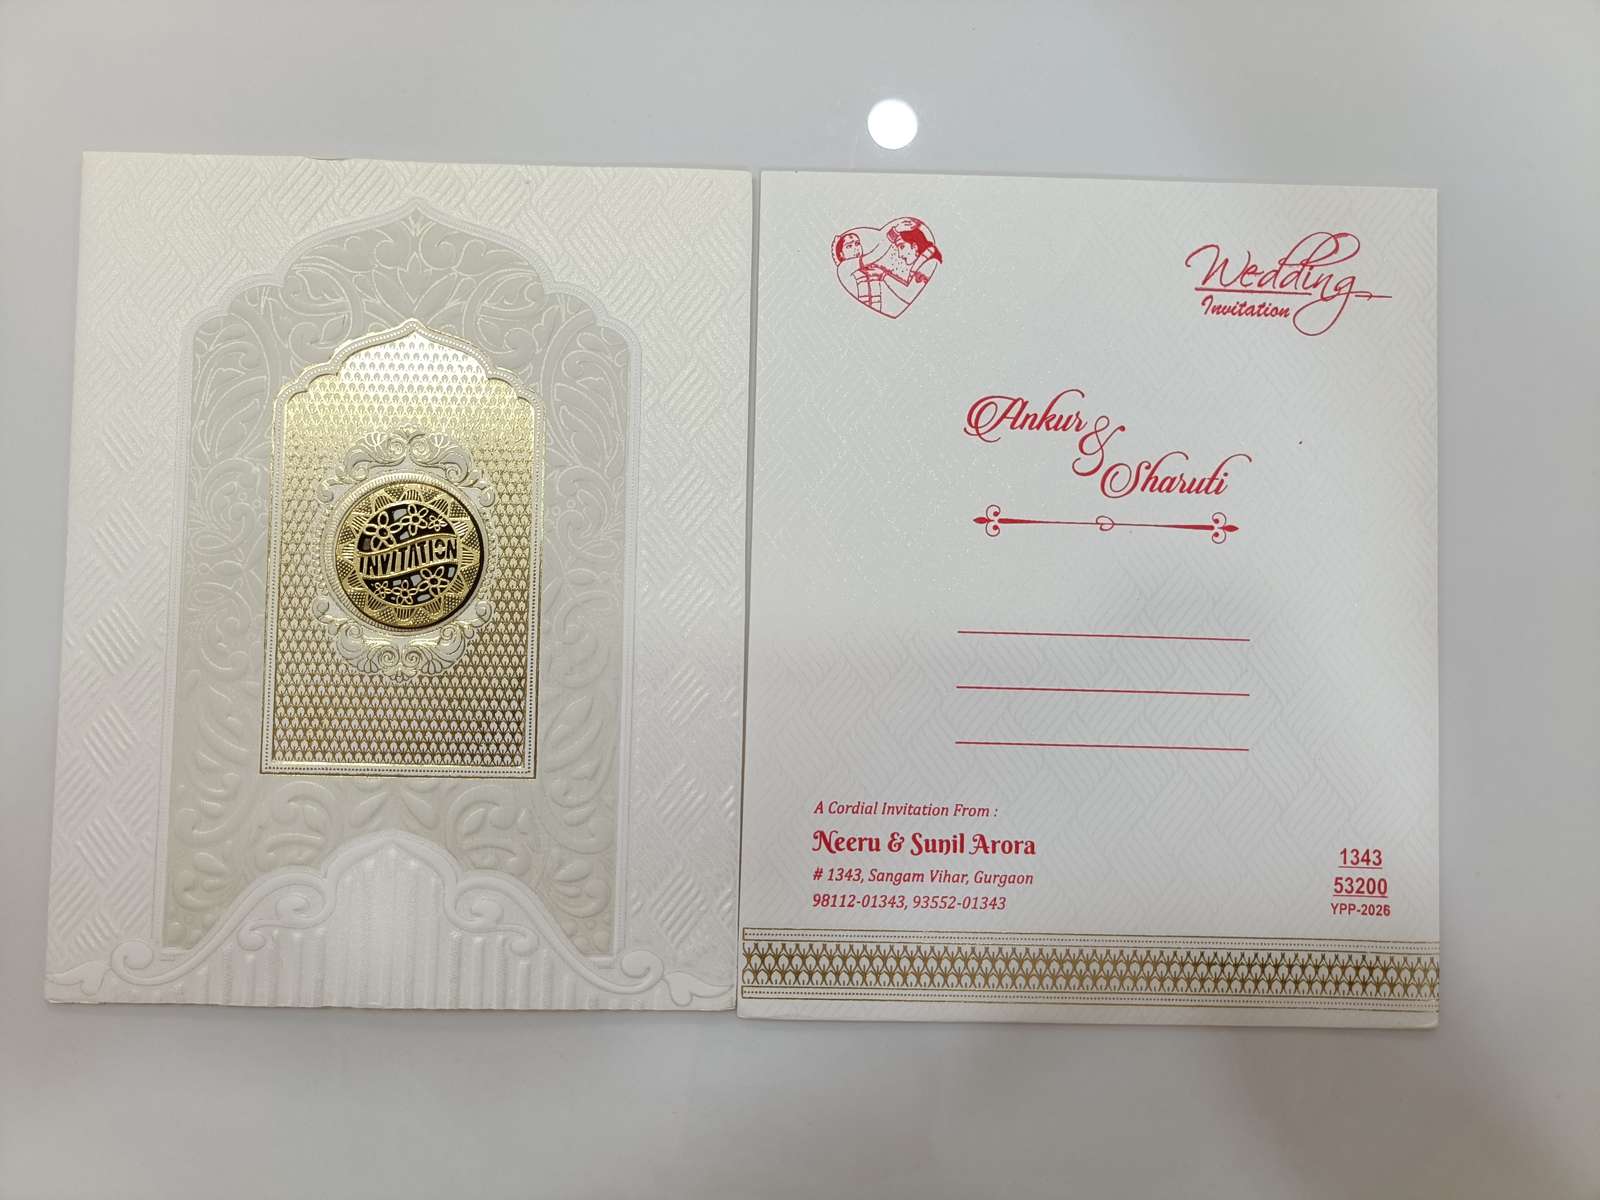 INVITATION
Wedding
Invitation
Ankur
&
Sharuti
A Cordial Invitation From :
Neeru & Sunil Arora
# 1343, Sangam Vihar, Gurgaon
98112-01343, 93552-01343
1343
53200
YPP-2026